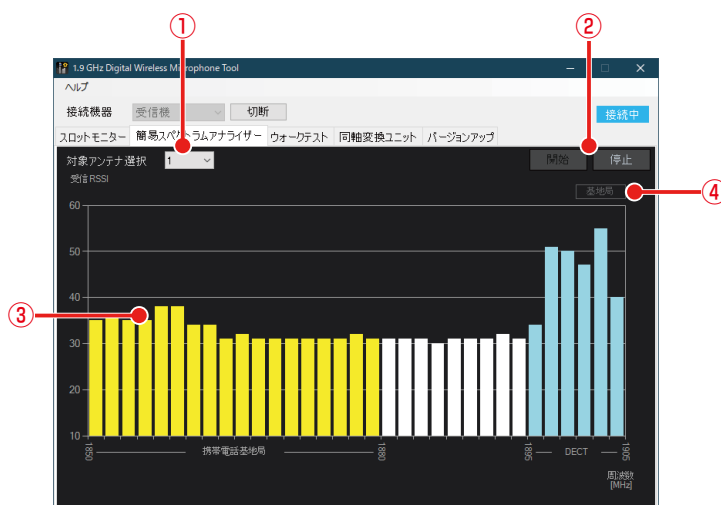 ①
②
1.9 GHz Digital Wireless Microphone Tool
ヘルプ
接続機器 受信機 切断
接続中
スロットモニター 簡易スペクトラムアナライザー ウォークテスト 同軸変換ユニット バージョンアップ
対象アンテナ選択 1 開始 停止
受信RSSI
基地局
④
60
50
40
③
30
20
10
1850 携帯電話基地局 1880 1895 DECT 1905
周波数
[MHz]